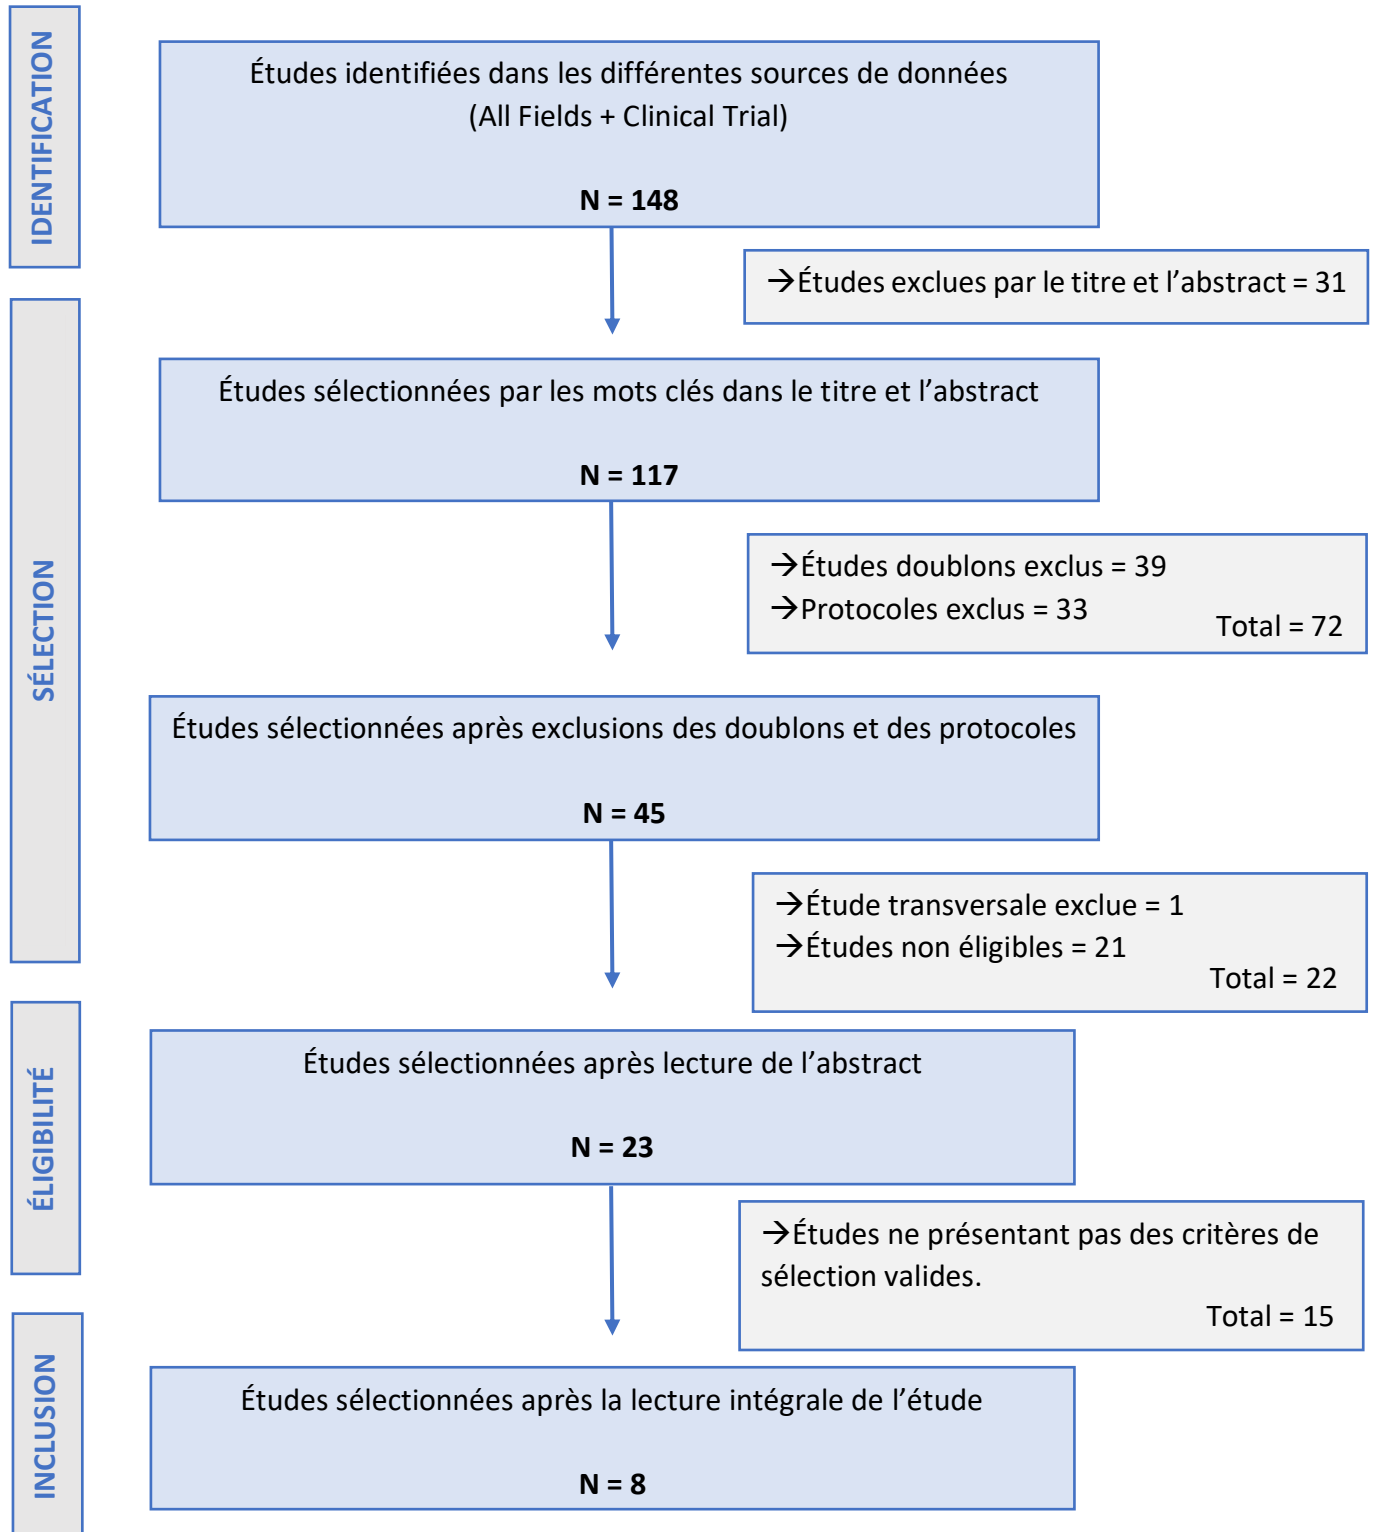 IDENTIFICATION
Études identifiées dans les différentes sources de données
(All Fields + Clinical Trial)
N = 148
→Études exclues par le titre et l’abstract = 31
SÉLECTION
Études sélectionnées par les mots clés dans le titre et l’abstract
N = 117
→Études doublons exclus = 39
→Protocoles exclus = 33
Total = 72
Études sélectionnées après exclusions des doublons et des protocoles
N = 45
→Étude transversale exclue = 1
→Études non éligibles = 21
Total = 22
ÉLIGIBILITÉ
Études sélectionnées après lecture de l’abstract
N = 23
→Études ne présentant pas des critères de
sélection valides.
Total = 15
INCLUSION
Études sélectionnées après la lecture intégrale de l’étude
N = 8